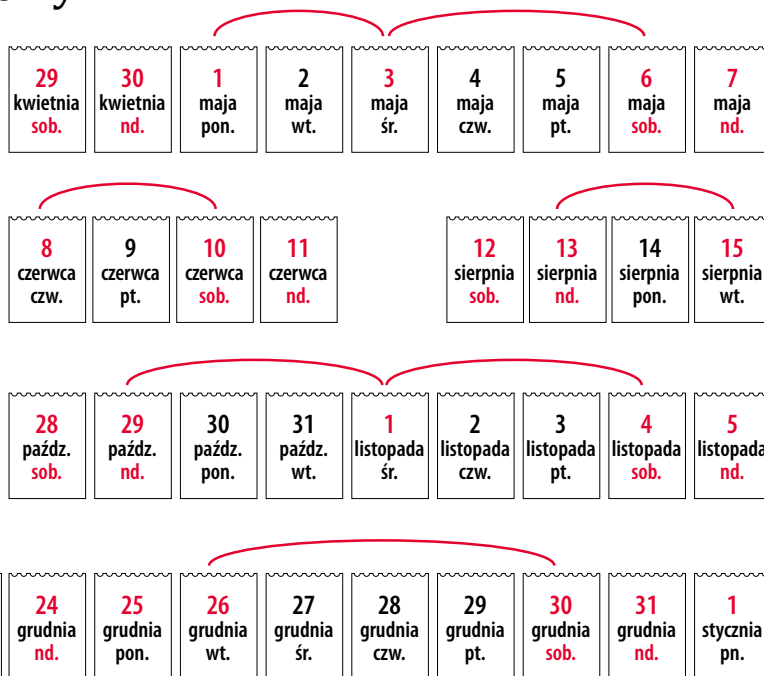 29 30 1 2 3 4 5 6 7
kwietnia kwietnia maja maja maja maja maja maja maja
sob. nd. pon. wt. śr. czw. pt. sob. nd.
8 9 10 11 12 13 14 15
czerwca czerwca czerwca czerwca sierpnia sierpnia sierpnia sierpnia
czw. pt. sob. nd. sob. nd. pon. wt.
28 29 30 31 1 2 3 4 5
paźdz. paźdz. paźdz. paźdz. listopada listopada listopada listopada listopada
sob. nd. pon. wt. śr. czw. pt. sob. nd.
24 25 26 27 28 29 30 31 1
grudnia grudnia grudnia grudnia grudnia grudnia grudnia grudnia stycznia
nd. pon. wt. śr. czw. pt. sob. nd. pn.